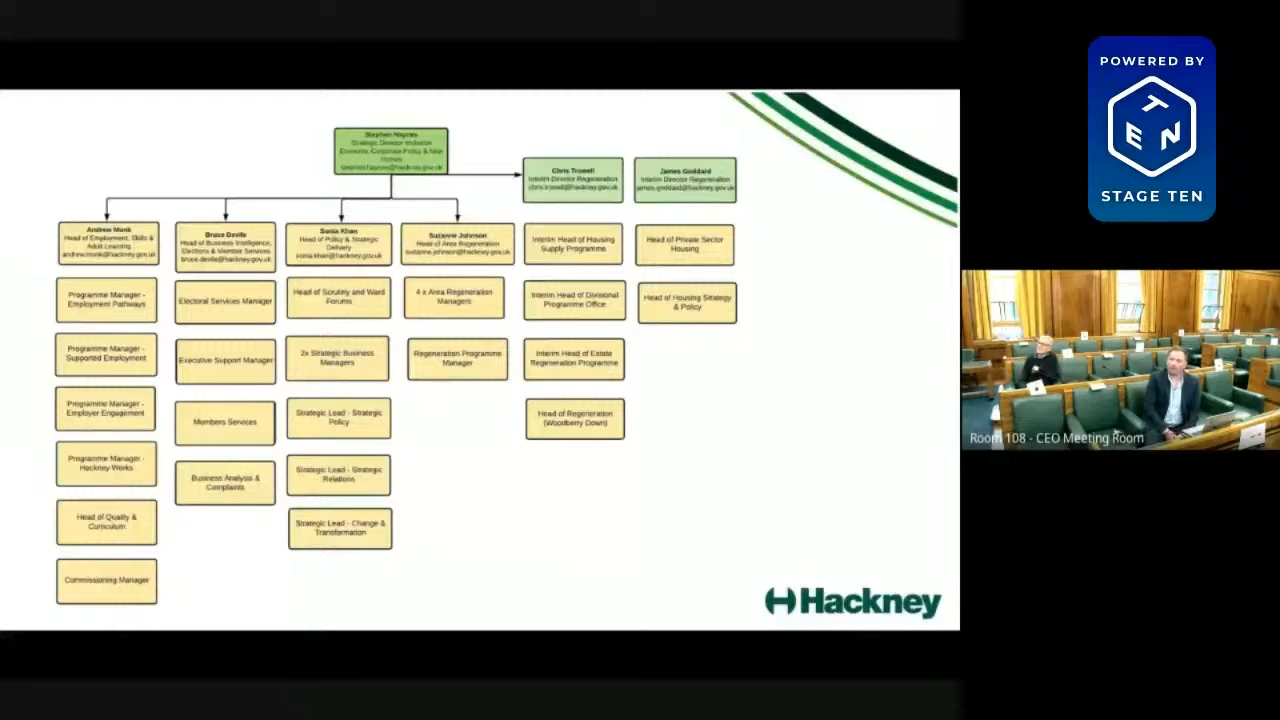 POWERED BY
TEN
STAGE TEN
Stephen Haynes
Strategic Director Inclusive
Economy, Corporate Policy & New
Homes
stephen.haynes@hackney.gov.uk
Chris Trowell
Interim Director Regeneration
chris.trowell@hackney.gov.uk
James Goddard
Interim Director Regeneration
james.goddard@hackney.gov.uk
Andrew Munk
Head of Employment, Skills &
Adult Learning
andrew.munk@hackney.gov.uk
Bruce Devile
Head of Business Intelligence,
Elections & Member Services
bruce.devile@hackney.gov.uk
Sonia Khan
Head of Policy & Strategic
Delivery
sonia.khan@hackney.gov.uk
Suzanne Johnson
Head of Area Regeneration
suzanne.johnson@hackney.gov.uk
Interim Head of Housing
Supply Programme
Head of Private Sector
Housing
Programme Manager -
Employment Pathways
Electoral Services Manager
Head of Scrutiny and Ward
Forums
4 x Area Regeneration
Managers
Interim Head of Divisional
Programme Office
Head of Housing Strategy
& Policy
Programme Manager -
Supported Employment
Executive Support Manager
2x Strategic Business
Managers
Regeneration Programme
Manager
Interim Head of Estate
Regeneration Programme
Programme Manager -
Employer Engagement
Members Services
Strategic Lead - Strategic
Policy
Head of Regeneration
(Woodberry Down)
Programme Manager -
Hackney Works
Business Analysis &
Complaints
Strategic Lead - Strategic
Relations
Head of Quality &
Curriculum
Strategic Lead - Change &
Transformation
Commissioning Manager
Hackney
Room 108 - CEO Meeting Room